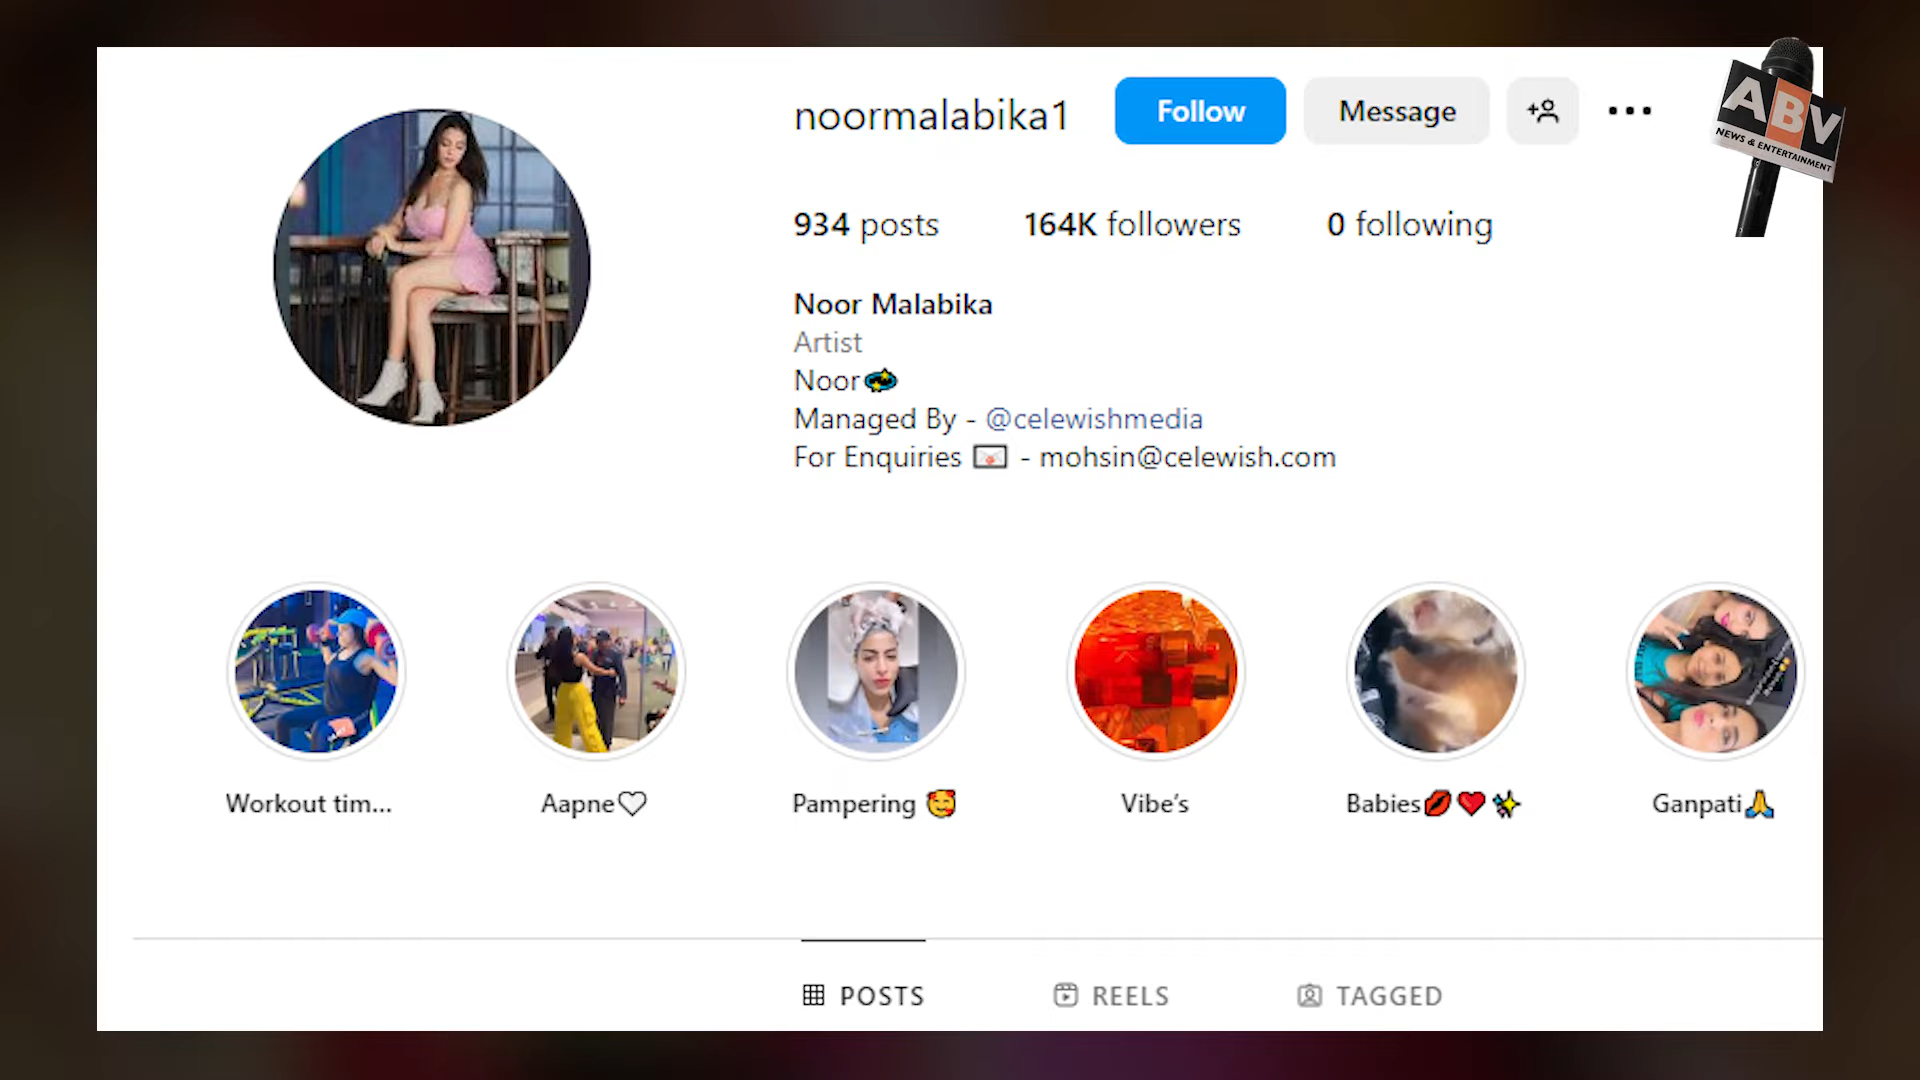 noormalabika1
Follow
Message
ABV
NEWS & ENTERTAINMENT
934 posts
164K followers
0 following
Noor Malabika
Artist
Noor💫
Managed By - @celewishmedia
For Enquiries 💌 - mohsin@celewish.com
Workout tim...
Aapne♡
Pampering 🥰
Vibe's
Babies💋❤️✨
Ganpati🙏
POSTS
REELS
TAGGED